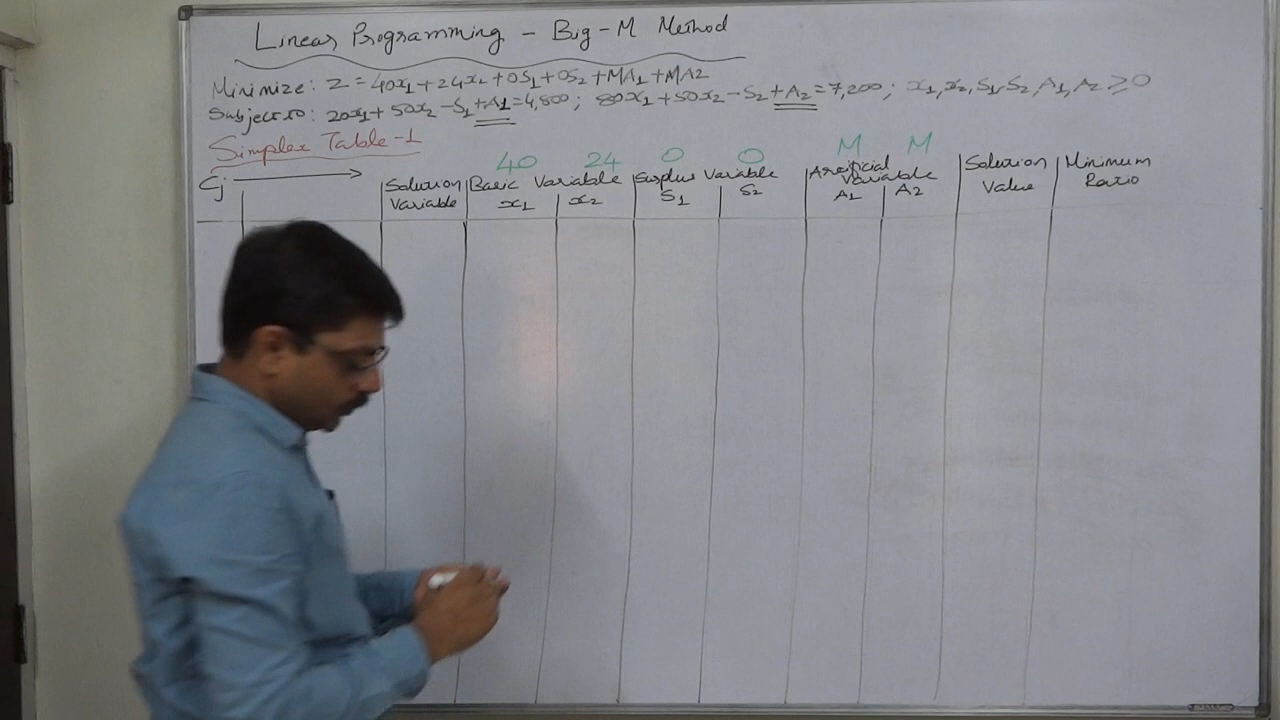 Linear Programming - Big-M Method
Minimize: Z = 40x₁ + 24x₂ + 0S₁ + 0S₂ + MA₁ + MA2
Subject to: 20x₁ + 50x₂ - S₁ + A1 = 4,800; 80x₁ + 50x₂ - S₂ + A₂ = 7,200; x₁, x₂, S₁, S₂, A₁, A₂ ≥ 0
Simplex Table-1
40 24 0 0 M M
Cj Solution Variable Basic Variable Surplus Variable Artificial Variable Solution Value Minimum Ratio
x₁ x₂ S₁ S₂ A₁ A₂